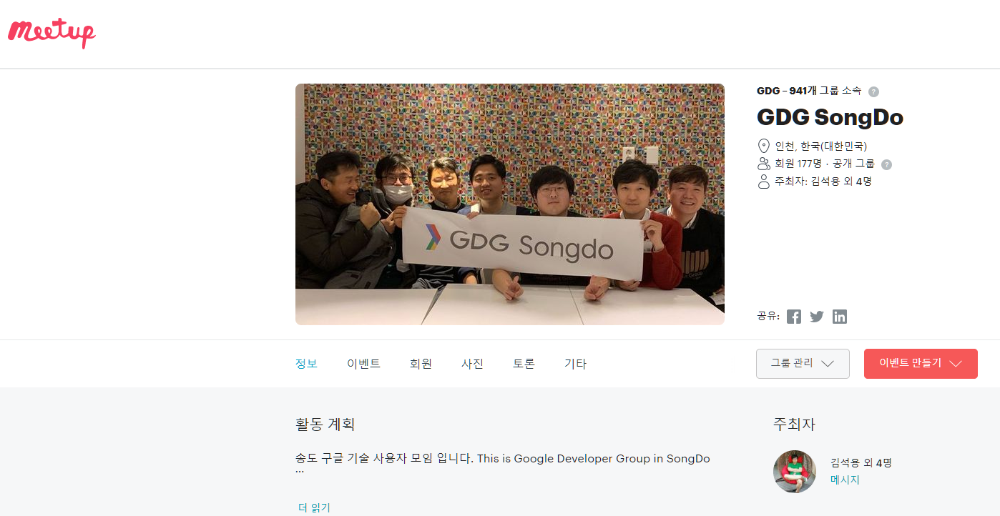 meetup
GDG – 941개 그룹 소속 ?
GDG SongDo
인천, 한국(대한민국)
회원 177명 · 공개 그룹 ?
주최자: 김석용 외 4명
GDG Songdo
공유:
정보 이벤트 회원 사진 토론 기타
그룹 관리 이벤트 만들기
활동 계획
송도 구글 기술 사용자 모임 입니다. This is Google Developer Group in SongDo
...
더 읽기
주최자
김석용 외 4명
메시지